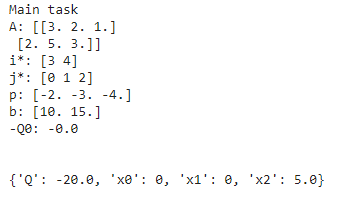 Main task
A: [[3. 2. 1.]
 [2. 5. 3.]]
i*: [3 4]
j*: [0 1 2]
p: [-2. -3. -4.]
b: [10. 15.]
-Q0: -0.0
{'Q': -20.0, 'x0': 0, 'x1': 0, 'x2': 5.0}